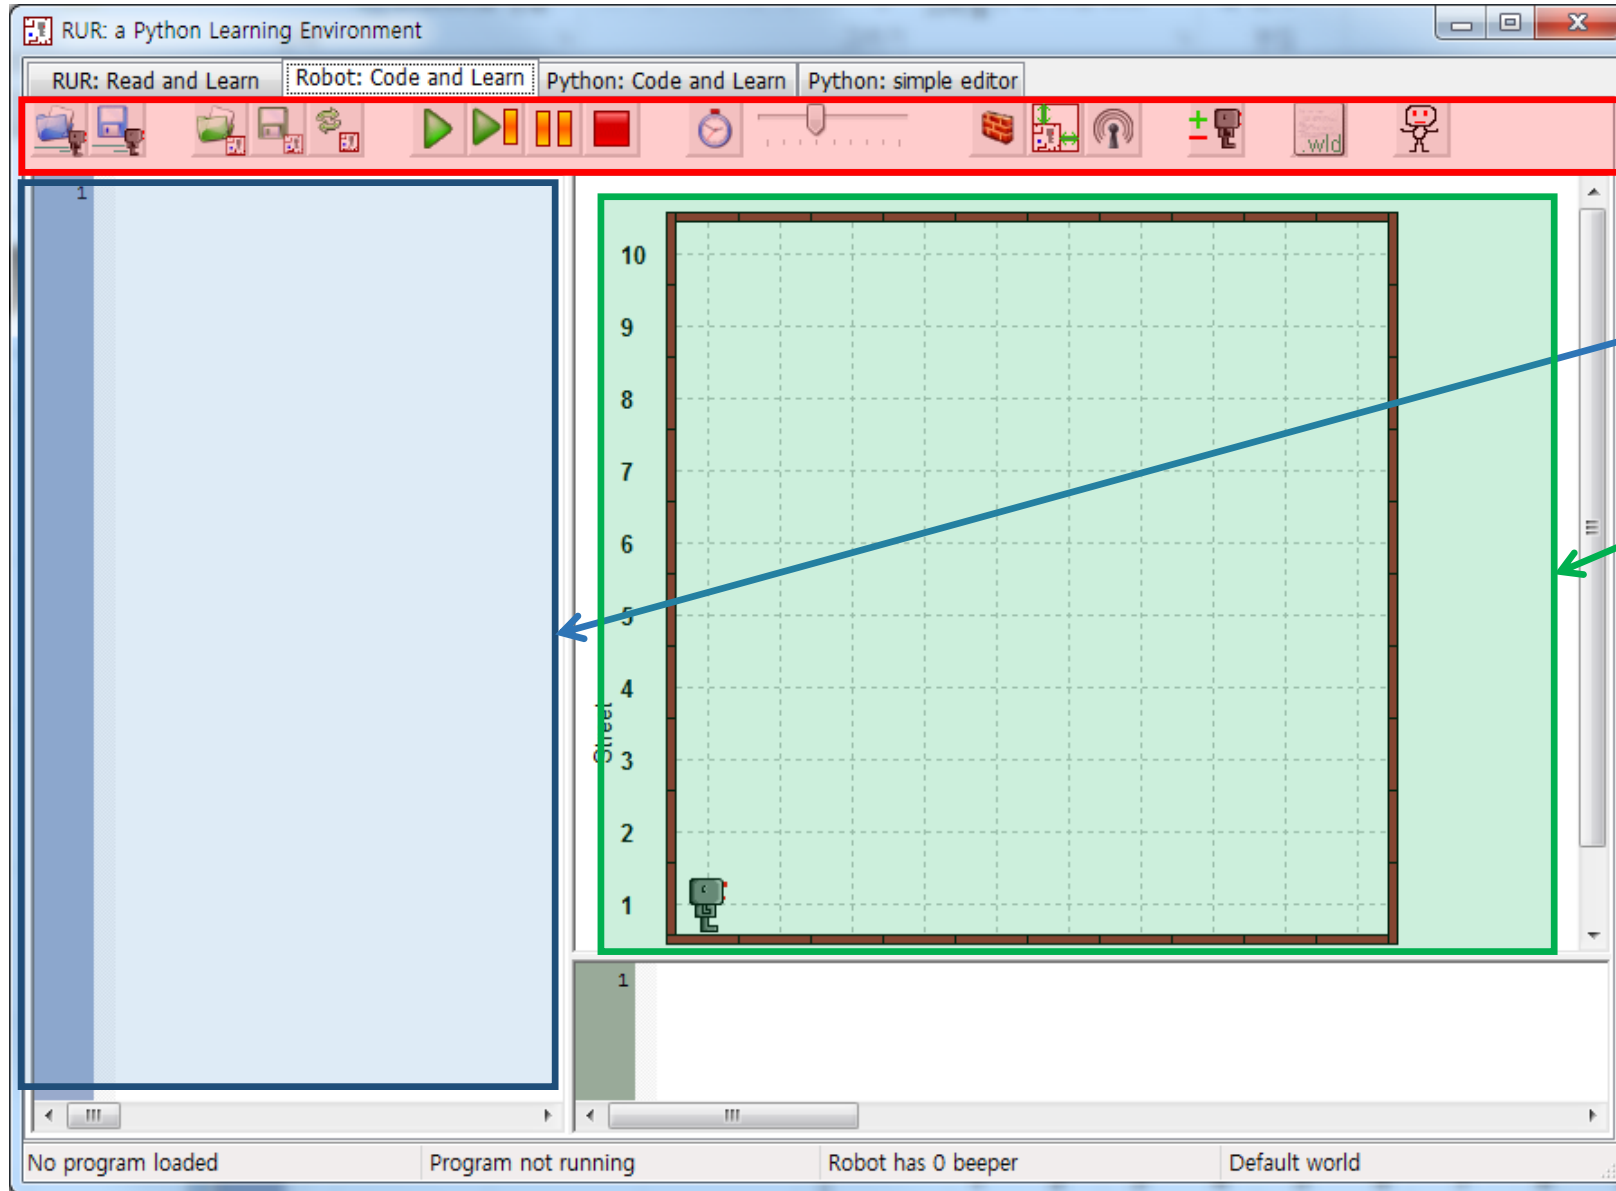 RUR: a Python Learning Environment
RUR: Read and Learn Robot: Code and Learn Python: Code and Learn Python: simple editor
.wld
1
10
9
8
7
6
5
4
Street
3
2
1
1
No program loaded Program not running Robot has 0 beeper Default world